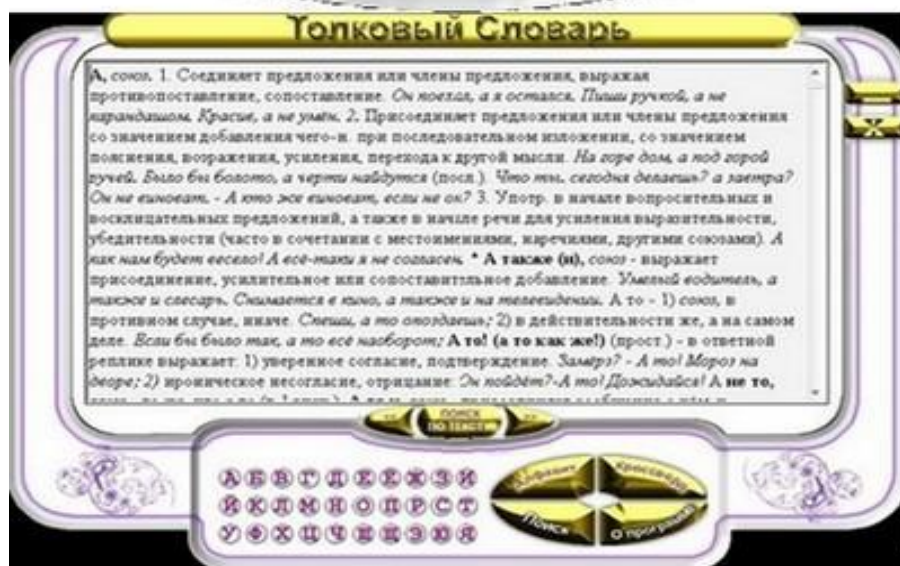 Толковый Словарь
А, союз. 1. Соединяет предложения или члены предложения, выражая
противопоставление, сопоставление. Он поехал, а я остался. Пиши ручкой, а не
карандашом. Красив, а не умён. 2. Присоединяет предложения или члены предложения
со значением добавления чего-н. при последовательном изложении, со значением
пояснения, возражения, усиления, перехода к другой мысли. На горе дом, а под горой
ручей. Было бы болото, а черти найдутся (посл.). Что ты, сегодня делаешь? а завтра?
Он не виноват. - А кто же виноват, если не он? 3. Употр. в начале вопросительных и
восклицательных предложений, а также в начале речи для усиления выразительности,
убедительности (часто в сочетании с местоимениями, наречиями, другими союзами). А
как нам будет весело! А всё-таки я не согласен. * А также (и), союз - выражает
присоединение, усилительное или сопоставитльное добавление. Умелый водитель, а
также и слесарь. Снимается в кино, а также и на телевидении. А то - 1) союз, в
противном случае, иначе. Спеши, а то опоздаешь; 2) в действительности же, а на самом
деле. Если бы было так, а то всё наоборот; А то! (а то как же!) (прост.) - в ответной
реплике выражает: 1) уверенное согласие, подтверждение. Замёрз? - А то! Мороз на
дворе; 2) ироническое несогласие, отрицание. Он пойдёт?-А то! Дожидайся! А не то,
<< ПОИСК ПО ТЕКСТУ >>
А Б В Г Д Е Ё Ж З И
Й К Л М Н О П Р С Т
У Ф Х Ц Ч Ш Щ Э Ю Я
Алфавит Кроссворд
Поиск О программе
X